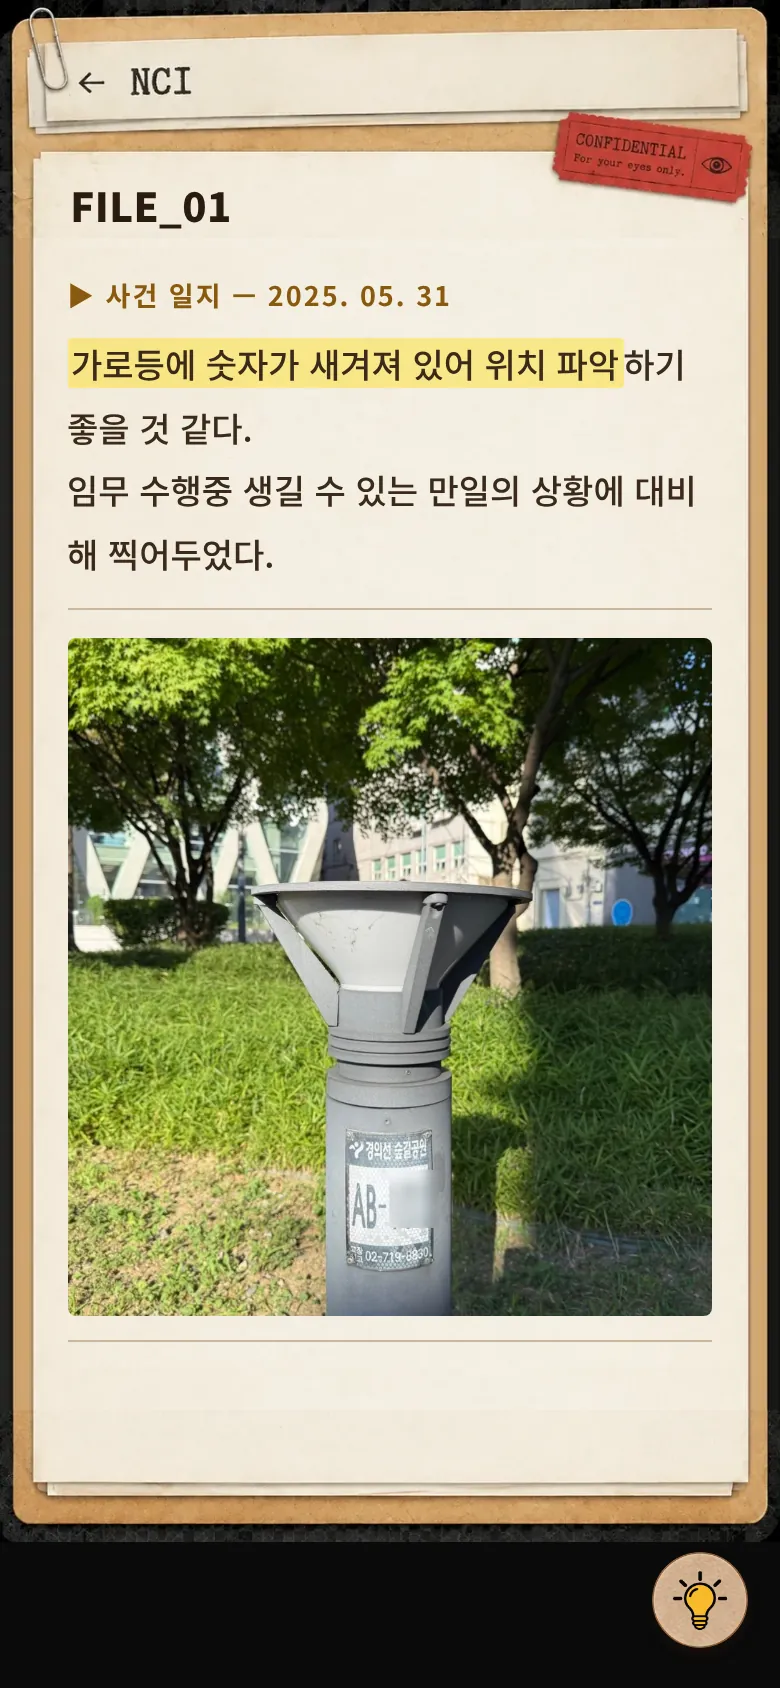 ← NCI
CONFIDENTIAL
For your eyes only.
FILE_01
▶ 사건 일지 — 2025. 05. 31
가로등에 숫자가 새겨져 있어 위치 파악하기
좋을 것 같다.
임무 수행중 생길 수 있는 만일의 상황에 대비
해 찍어두었다.
경의선 숲길공원
AB-
02-719-8830